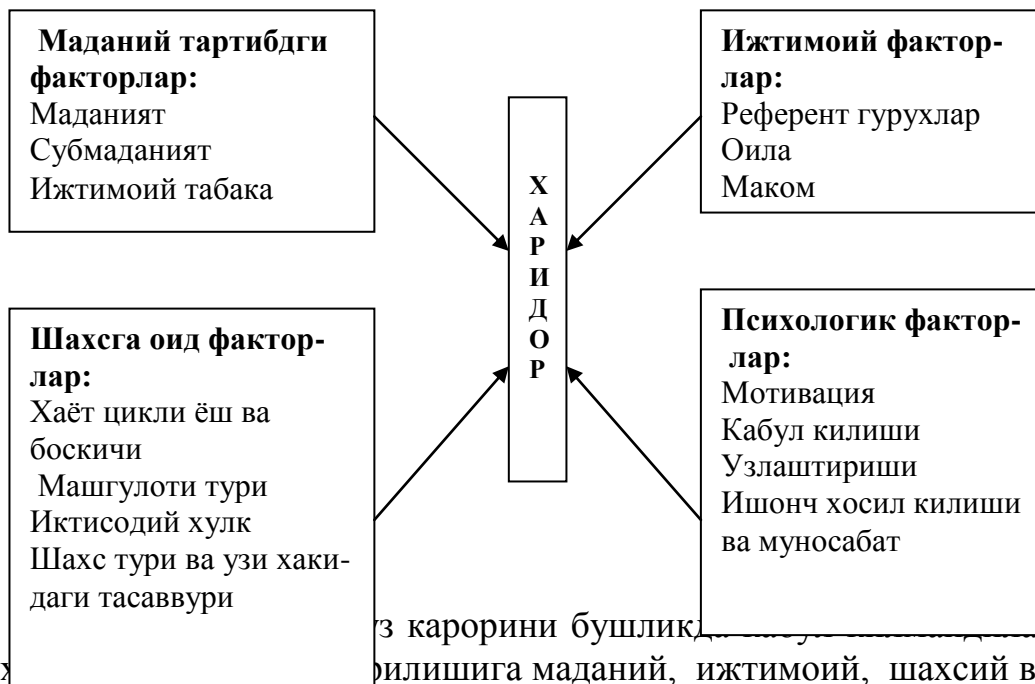 Маданий тартибдги
факторлар:
Маданият
Субмаданият
Ижтимоий табака
Ижтимоий фактор-
лар:
Референт гурухлар
Оила
Маком
Х
А
Р
И
Д
О
Р
Шахсга оид фактор-
лар:
Хаёт цикли ёш ва
боскичи
Машгулоти тури
Иктисодий хулк
Шахс тури ва узи хаки-
даги тасаввури
Психологик фактор-
лар:
Мотивация
Кабул килиши
Узлаштириши
Ишонч хосил килиши
ва муносабат
карорини
маданий, ижтимоий, шахсий